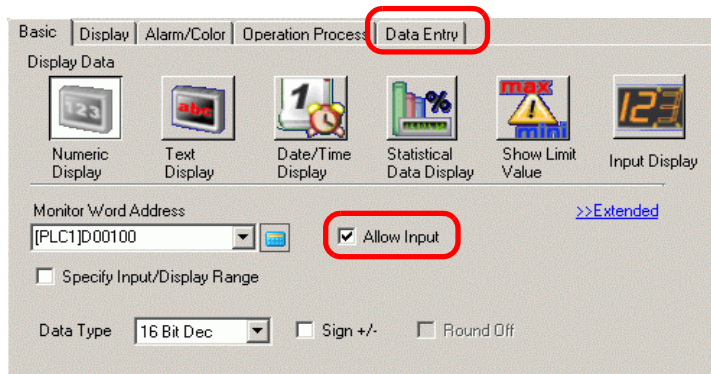 Basic Display Alarm/Color Operation Process Data Entry
Display Data
123 abc 1 % max mini 123
Numeric Display Text Display Date/Time Display Statistical Data Display Show Limit Value Input Display
Monitor Word Address >>Extended
[PLC1]D00100 Allow Input
Specify Input/Display Range
Data Type 16 Bit Dec Sign +/- Round Off